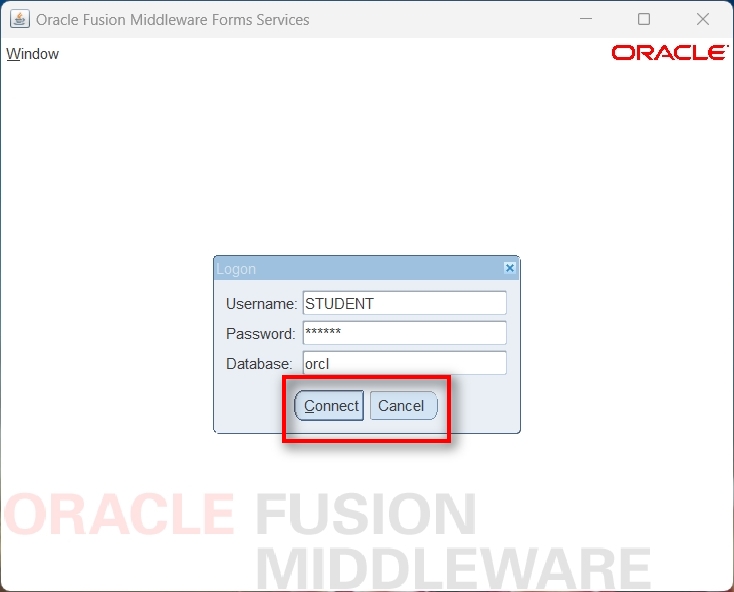 Oracle Fusion Middleware Forms Services
Window
ORACLE
Logon
Username: STUDENT
Password: ******
Database: orcl
Connect Cancel
ORACLE FUSION
MIDDLEWARE